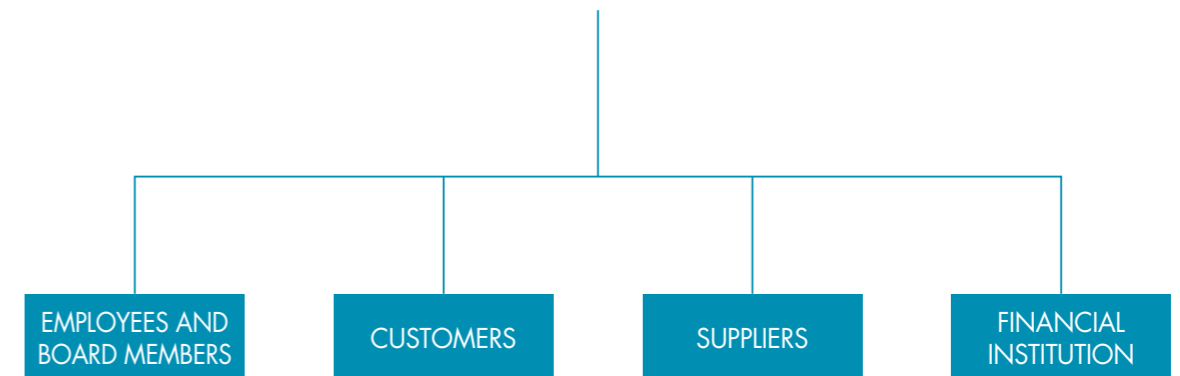 EMPLOYEES AND
BOARD MEMBERS
CUSTOMERS
SUPPLIERS
FINANCIAL
INSTITUTION